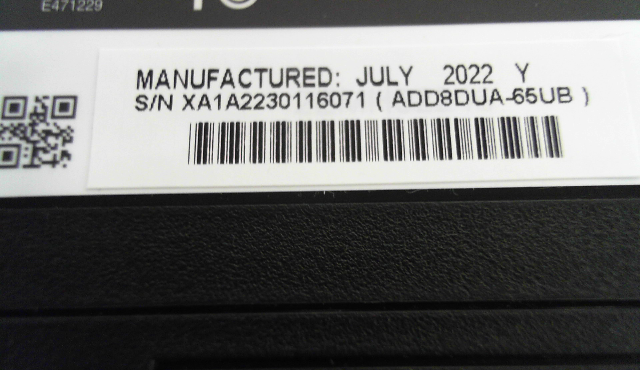 E471229
MANUFACTURED: JULY 2022 Y
S/N XA1A2230116071 ( ADD8DUA-65UB )